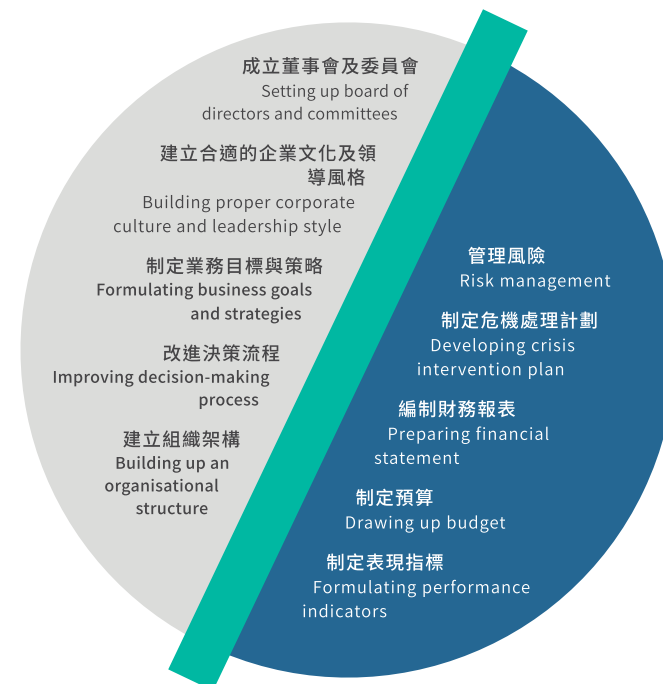 成立董事會及委員會
Setting up board of
directors and committees
建立合適的企業文化及領
導風格
Building proper corporate
culture and leadership style
制定業務目標與策略
Formulating business goals
and strategies
改進決策流程
Improving decision-making
process
建立組織架構
Building up an
organisational
structure
管理風險
Risk management
制定危機處理計劃
Developing crisis
intervention plan
編制財務報表
Preparing financial
statement
制定預算
Drawing up budget
制定表現指標
Formulating performance
indicators